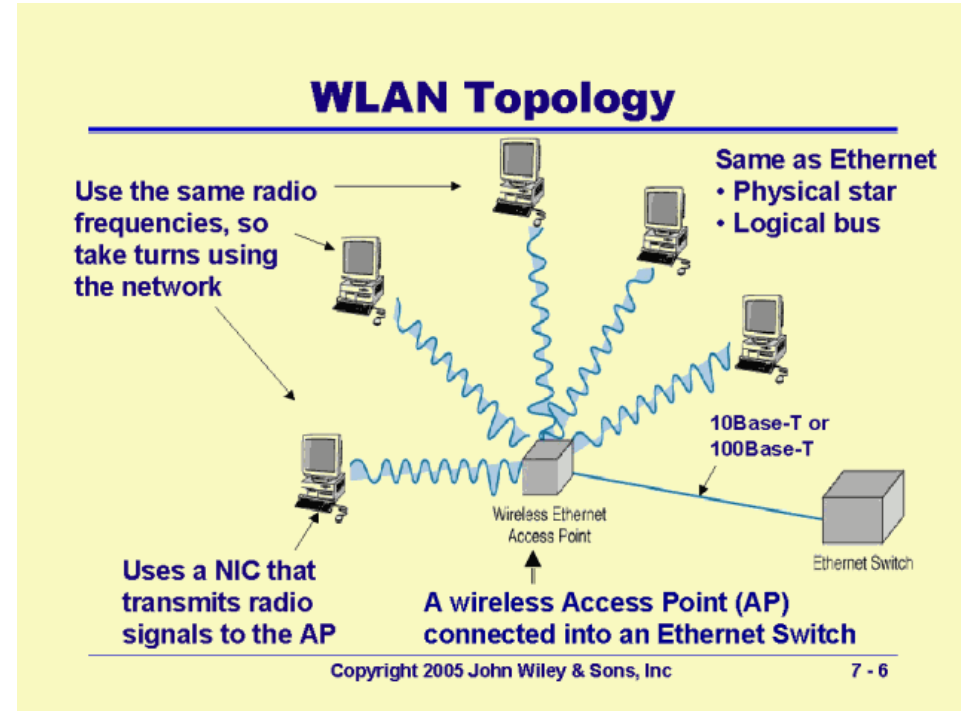 WLAN Topology
Use the same radio
frequencies, so
take turns using
the network
Same as Ethernet
• Physical star
• Logical bus
10Base-T or
100Base-T
Wireless Ethernet
Access Point
Ethernet Switch
Uses a NIC that
transmits radio
signals to the AP
A wireless Access Point (AP)
connected into an Ethernet Switch
Copyright 2005 John Wiley & Sons, Inc
7 - 6